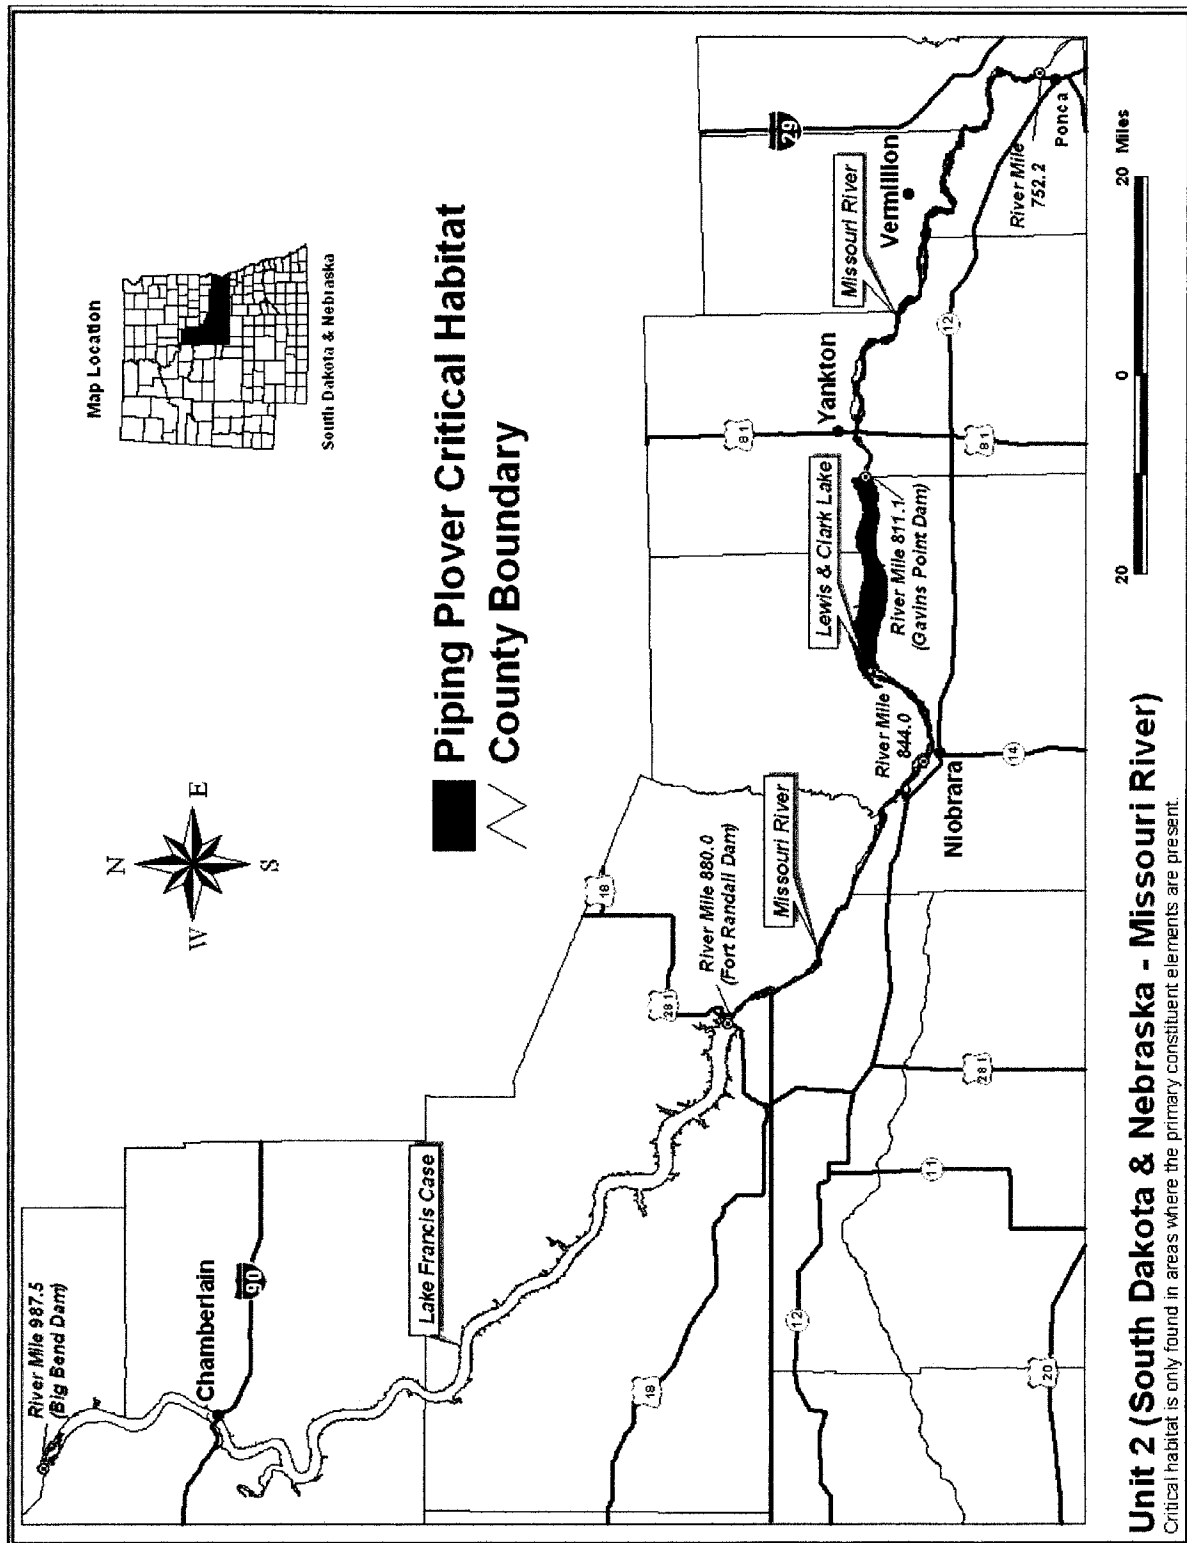 Map Location
South Dakota & Nebraska
N
W
E
S
Piping Plover Critical Habitat
County Boundary
River Mile 987.5
(Big Bend Dam)
Chamberlain
90
Lake Francis Case
18
281
River Mile 880.0
(Fort Randall Dam)
Missouri River
18
12
11
281
20
River Mile
844.0
Niobrara
14
Lewis & Clark Lake
River Mile 811.1
(Gavins Point Dam)
81
Yankton
81
12
Missouri River
Vermillion
29
River Mile
752.2
Ponca
20
0
20 Miles
Unit 2 (South Dakota & Nebraska - Missouri River)
Critical habitat is only found in areas where the primary constituent elements are present.